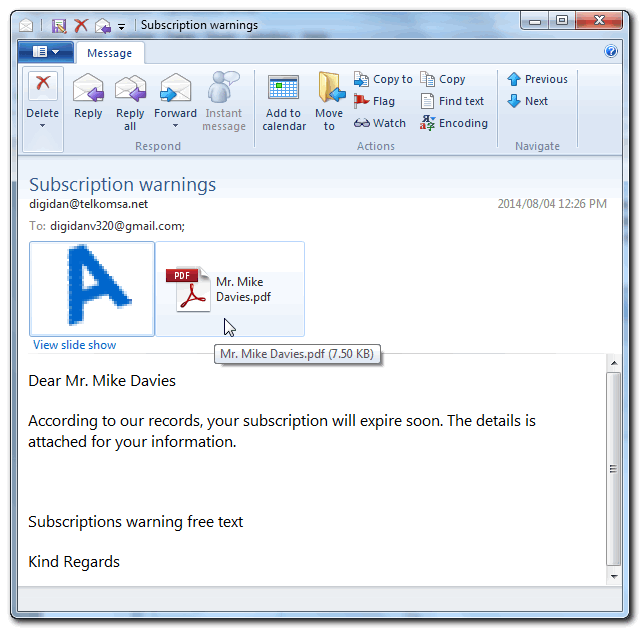 Subscription warnings
Message
Delete
Reply
Reply all
Forward
Instant message
Respond
Add to calendar
Move to
Copy to
Flag
Watch
Copy
Find text
Encoding
Actions
Previous
Next
Navigate
Subscription warnings
digidan@telkomsa.net
2014/08/04 12:26 PM
To: digidanv320@gmail.com;
A
PDF
Mr. Mike
Davies.pdf
View slide show
Mr. Mike Davies.pdf (7.50 KB)
Dear Mr. Mike Davies
According to our records, your subscription will expire soon. The details is
attached for your information.
Subscriptions warning free text
Kind Regards